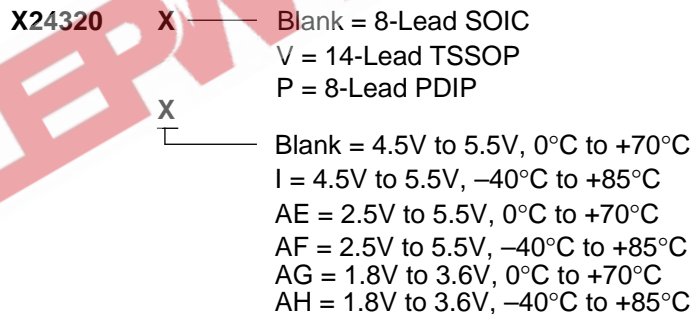 X24320 X Blank = 8-Lead SOIC
V = 14-Lead TSSOP
P = 8-Lead PDIP
X
Blank = 4.5V to 5.5V, 0°C to +70°C
I = 4.5V to 5.5V, –40°C to +85°C
AE = 2.5V to 5.5V, 0°C to +70°C
AF = 2.5V to 5.5V, –40°C to +85°C
AG = 1.8V to 3.6V, 0°C to +70°C
AH = 1.8V to 3.6V, –40°C to +85°C